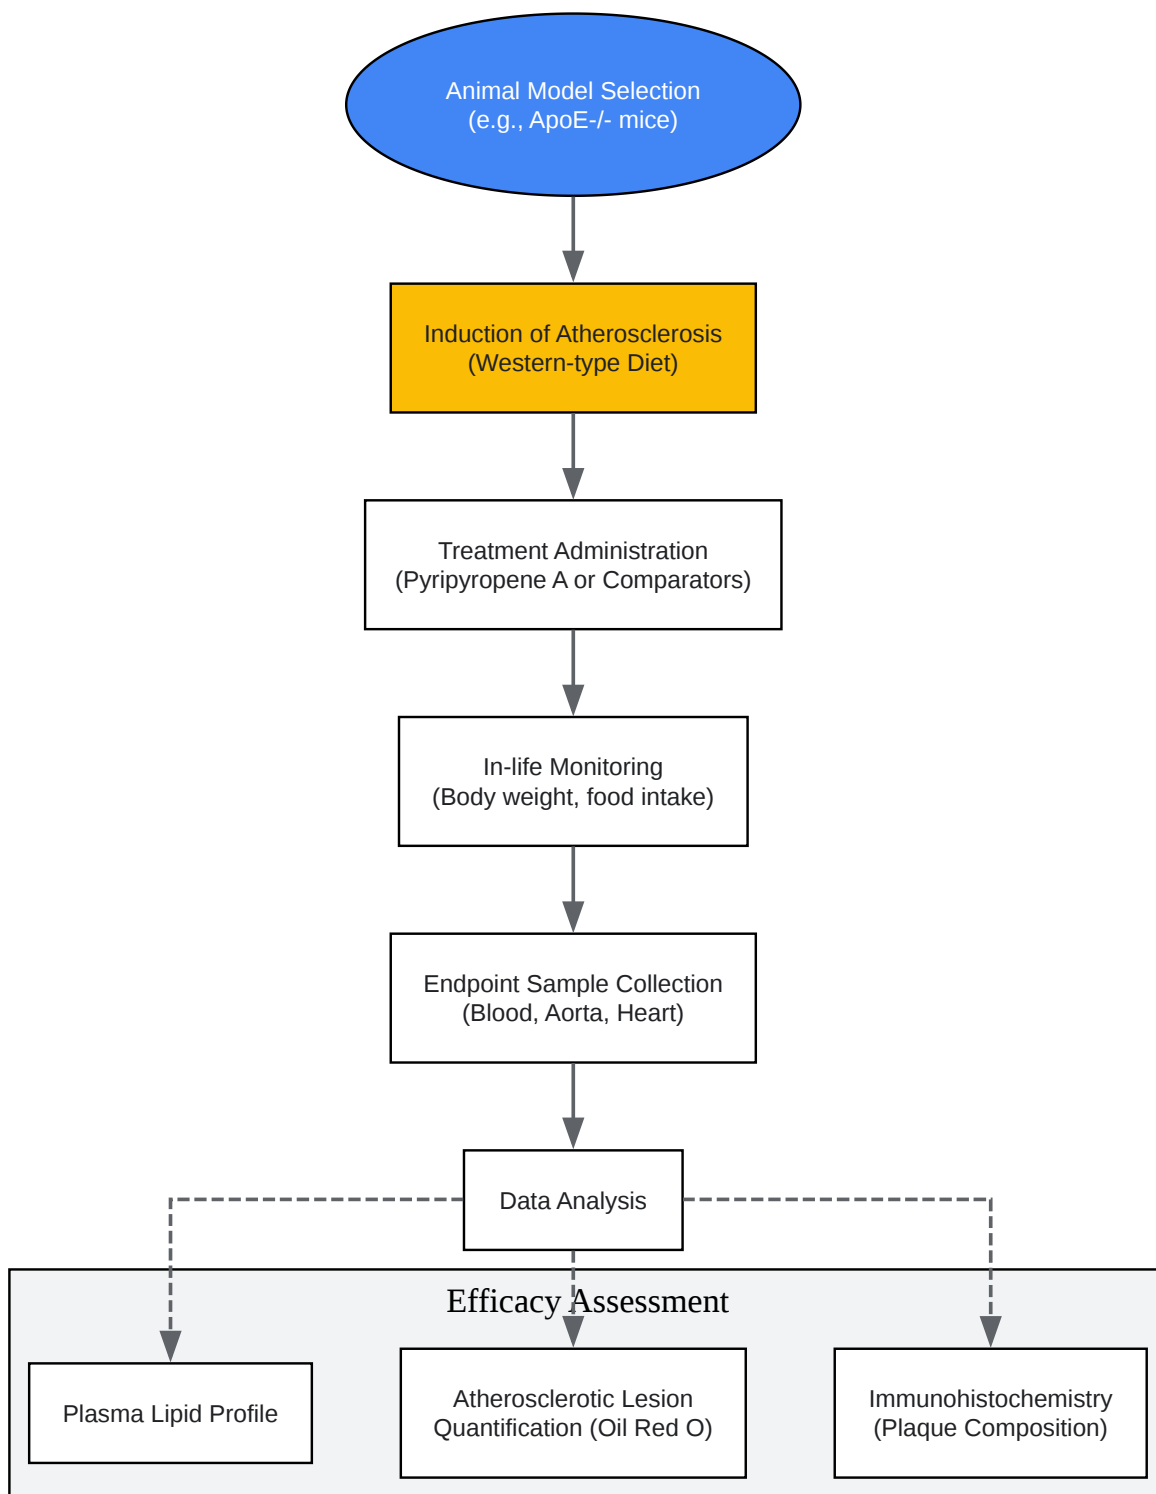 Animal Model Selection
(e.g., ApoE-/- mice)
Induction of Atherosclerosis
(Western-type Diet)
Treatment Administration
(Pyripyropene A or Comparators)
In-life Monitoring
(Body weight, food intake)
Endpoint Sample Collection
(Blood, Aorta, Heart)
Data Analysis
Efficacy Assessment
Plasma Lipid Profile
Atherosclerotic Lesion
Quantification (Oil Red O)
Immunohistochemistry
(Plaque Composition)